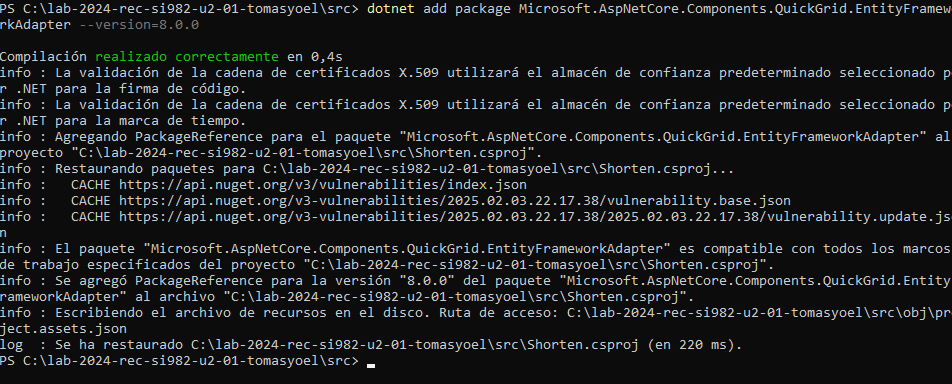 PS C:\lab-2024-rec-si982-u2-01-tomasyoel\src> dotnet add package Microsoft.AspNetCore.Components.QuickGrid.EntityFramewo
rkAdapter --version=8.0.0
Compilación realizado correctamente en 0,4s
info : La validación de la cadena de certificados X.509 utilizará el almacén de confianza predeterminado seleccionado po
r .NET para la firma de código.
info : La validación de la cadena de certificados X.509 utilizará el almacén de confianza predeterminado seleccionado po
r .NET para la marca de tiempo.
info : Agregando PackageReference para el paquete "Microsoft.AspNetCore.Components.QuickGrid.EntityFrameworkAdapter" al
proyecto "C:\lab-2024-rec-si982-u2-01-tomasyoel\src\Shorten.csproj".
info : Restaurando paquetes para C:\lab-2024-rec-si982-u2-01-tomasyoel\src\Shorten.csproj...
info :   CACHE https://api.nuget.org/v3/vulnerabilities/index.json
info :   CACHE https://api.nuget.org/v3-vulnerabilities/2025.02.03.22.17.38/vulnerability.base.json
info :   CACHE https://api.nuget.org/v3-vulnerabilities/2025.02.03.22.17.38/2025.02.03.22.17.38/vulnerability.update.jso
n
info : El paquete "Microsoft.AspNetCore.Components.QuickGrid.EntityFrameworkAdapter" es compatible con todos los marcos
de trabajo especificados del proyecto "C:\lab-2024-rec-si982-u2-01-tomasyoel\src\Shorten.csproj".
info : Se agregó PackageReference para la versión "8.0.0" del paquete "Microsoft.AspNetCore.Components.QuickGrid.EntityF
rameworkAdapter" al archivo "C:\lab-2024-rec-si982-u2-01-tomasyoel\src\Shorten.csproj".
info : Escribiendo el archivo de recursos en el disco. Ruta de acceso: C:\lab-2024-rec-si982-u2-01-tomasyoel\src\obj\pro
ject.assets.json
log  : Se ha restaurado C:\lab-2024-rec-si982-u2-01-tomasyoel\src\Shorten.csproj (en 220 ms).
PS C:\lab-2024-rec-si982-u2-01-tomasyoel\src>